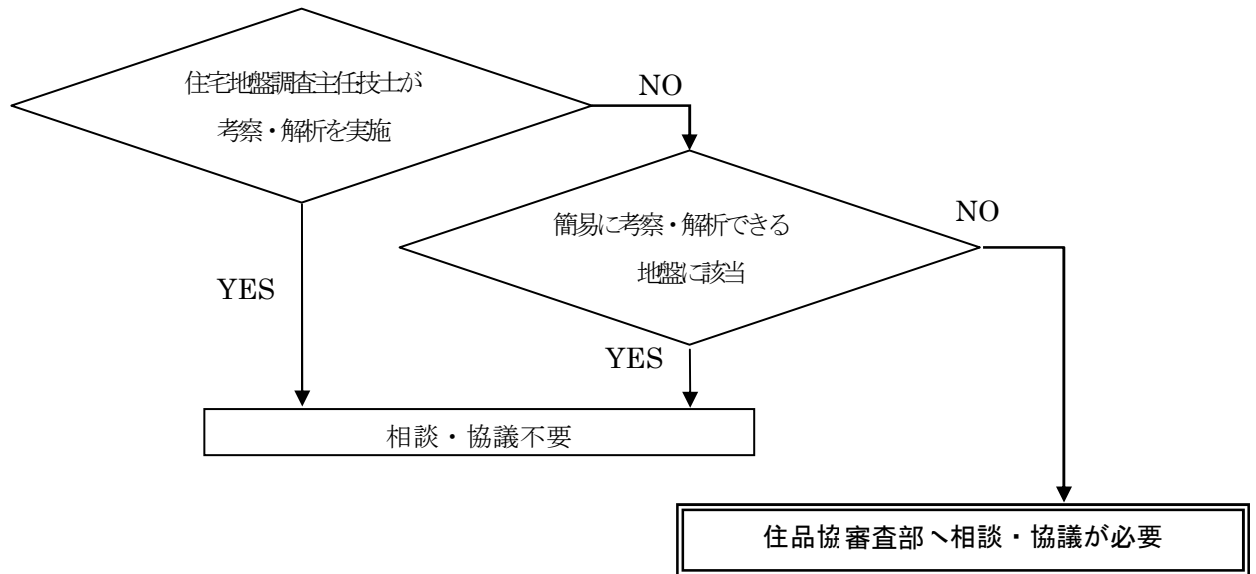 住宅地盤調査主任技士が
考察・解析を実施
NO
簡易に考察・解析できる
地盤に該当
NO
YES
YES
相談・協議不要
住品協審査部へ相談・協議が必要